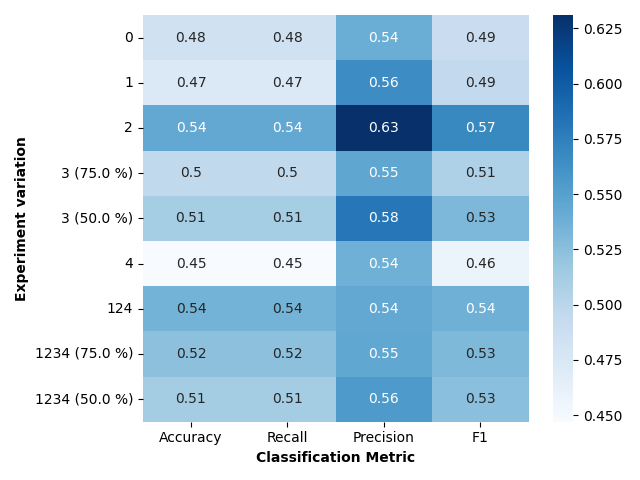 0 0.48 0.48 0.54 0.49
1 0.47 0.47 0.56 0.49
2 0.54 0.54 0.63 0.57
3 (75.0 %) 0.5 0.5 0.55 0.51
3 (50.0 %) 0.51 0.51 0.58 0.53
4 0.45 0.45 0.54 0.46
124 0.54 0.54 0.54 0.54
1234 (75.0 %) 0.52 0.52 0.55 0.53
1234 (50.0 %) 0.51 0.51 0.56 0.53
Accuracy Recall Precision F1
Classification Metric
Experiment variation
0.625
0.600
0.575
0.550
0.525
0.500
0.475
0.450